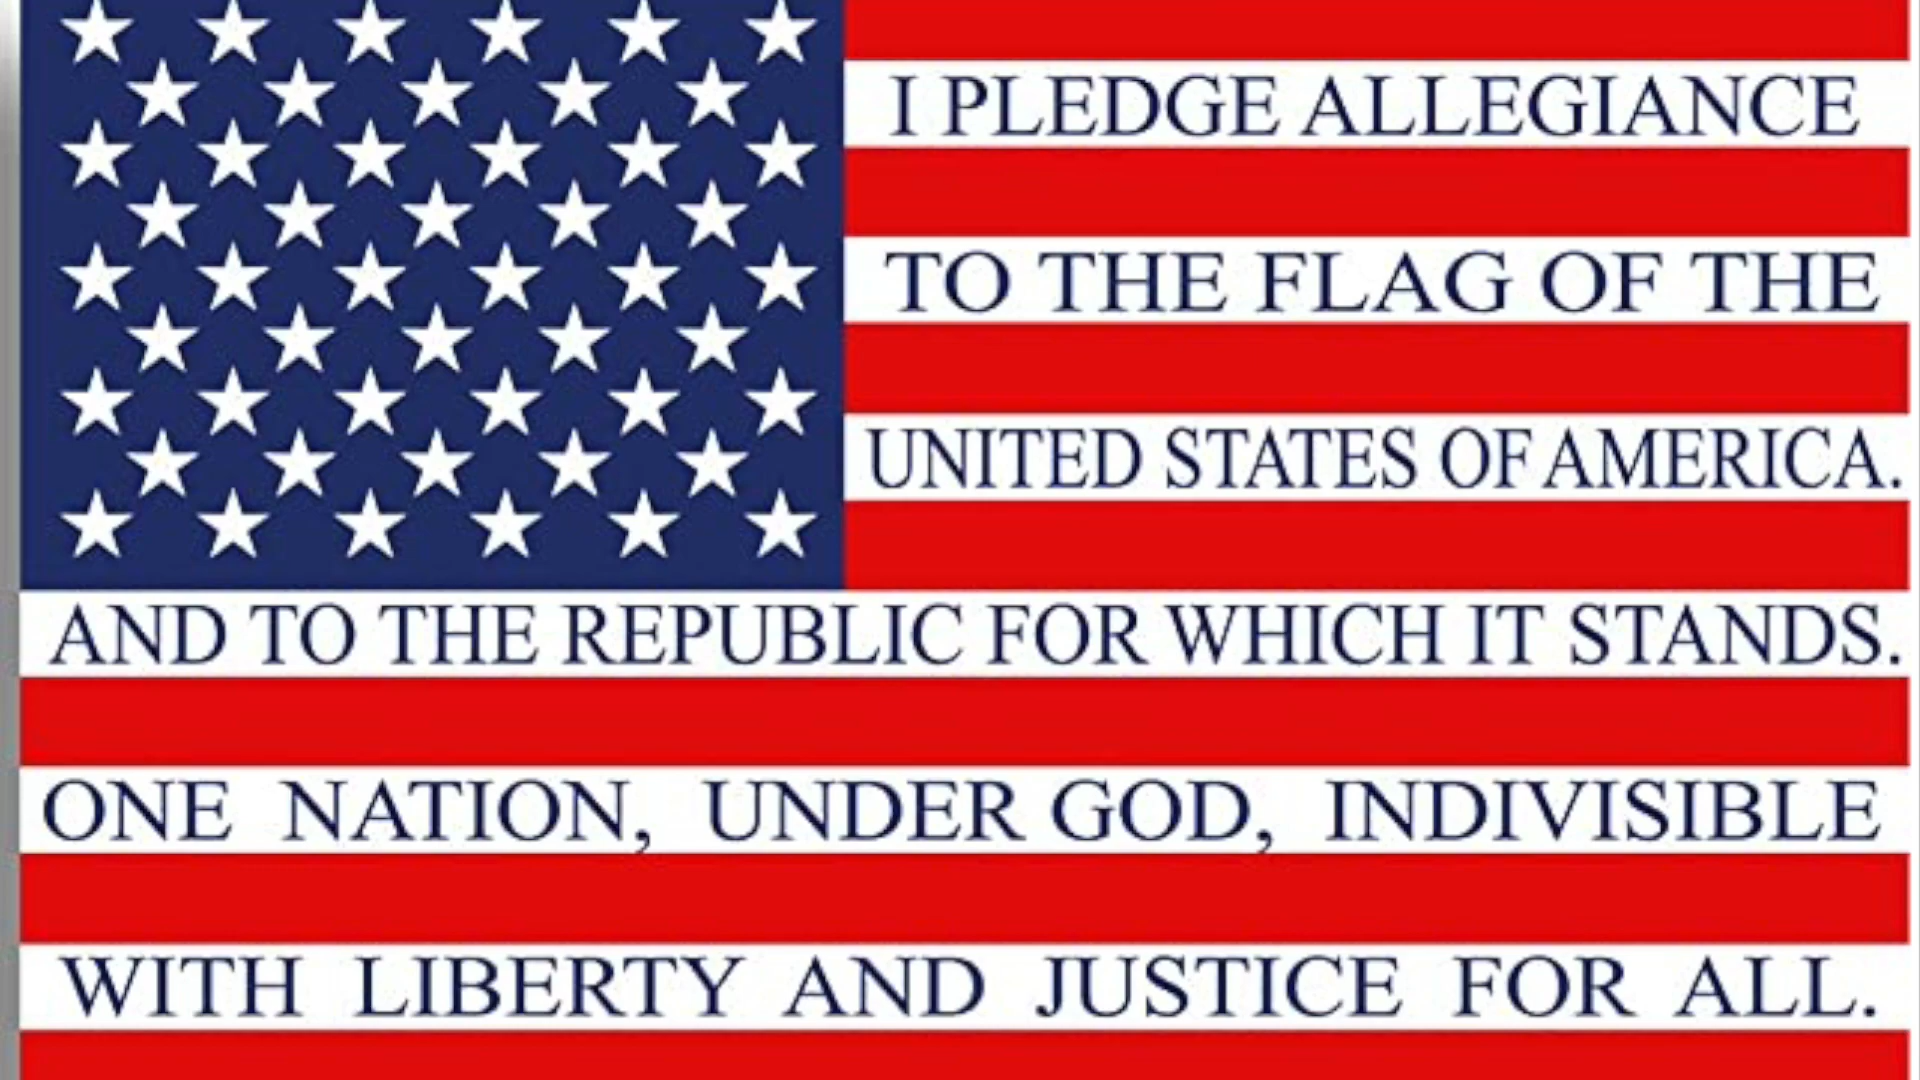 I PLEDGE ALLEGIANCE
TO THE FLAG OF THE
UNITED STATES OF AMERICA.
AND TO THE REPUBLIC FOR WHICH IT STANDS.
ONE NATION, UNDER GOD, INDIVISIBLE
WITH LIBERTY AND JUSTICE FOR ALL.